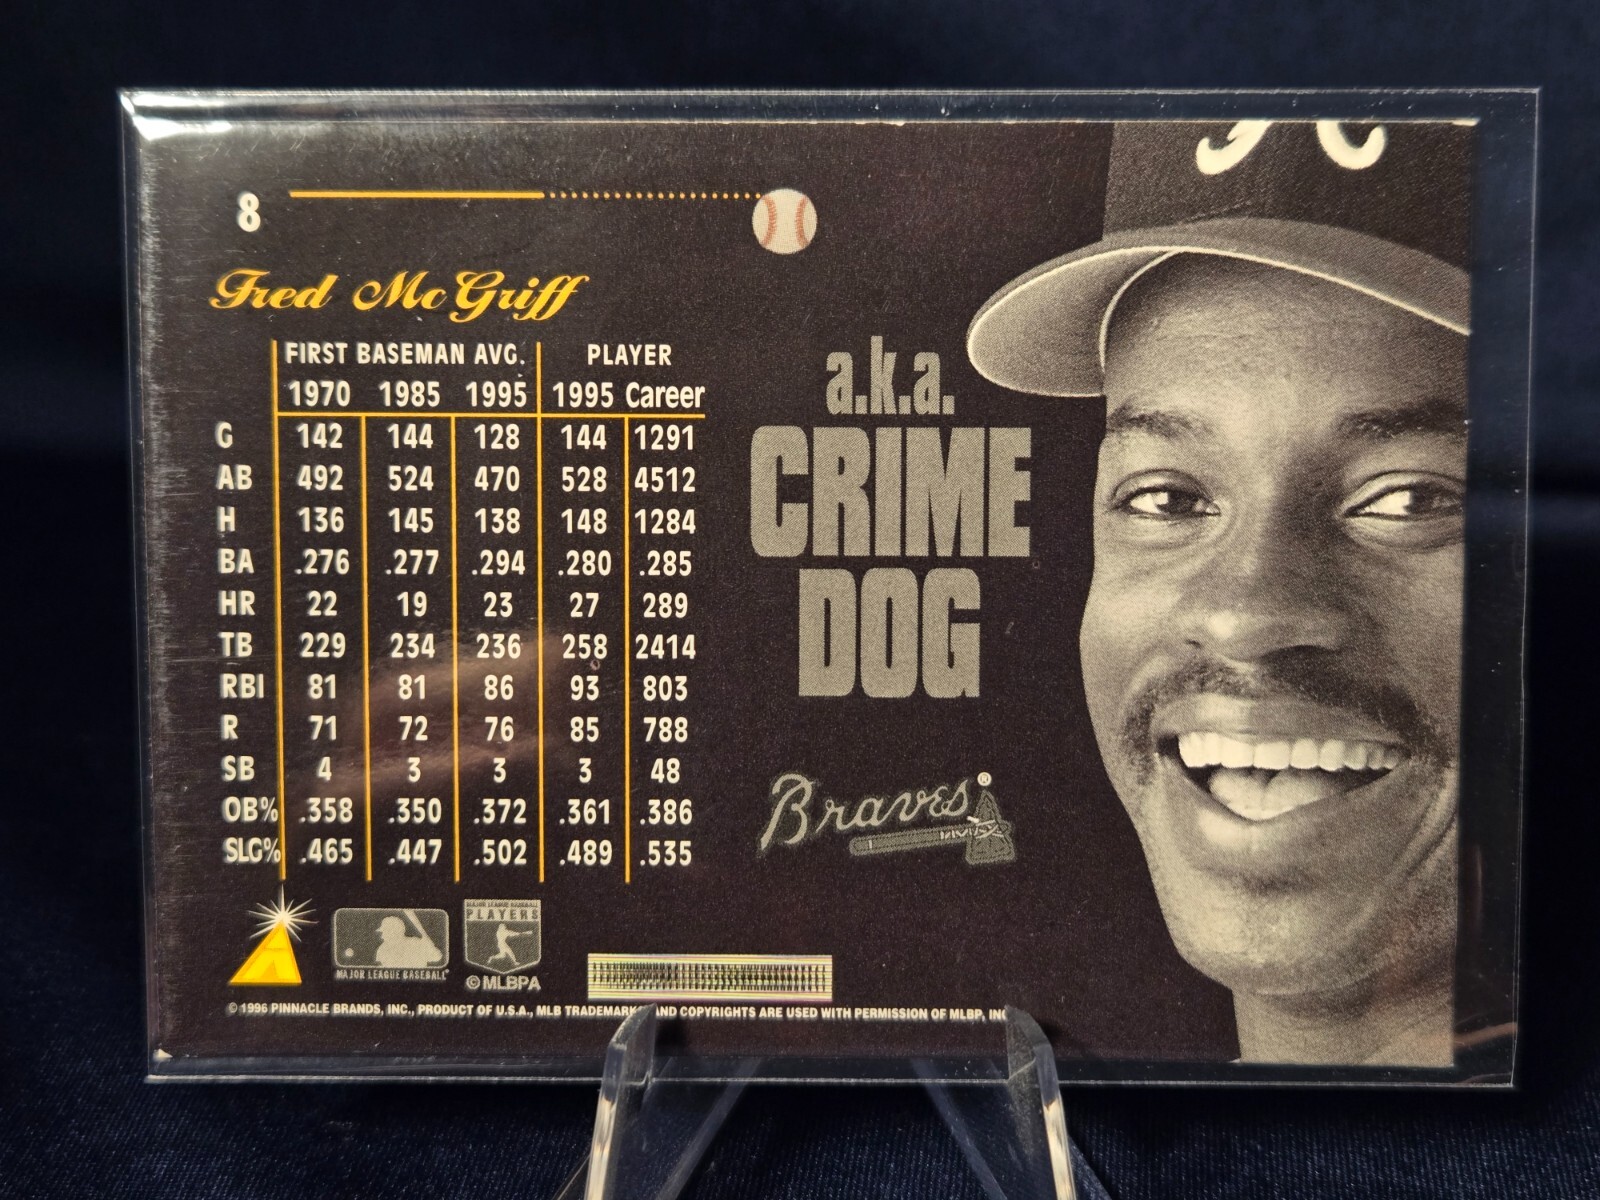 8
Fred McGriff
FIRST BASEMAN AVG. PLAYER
1970 1985 1995 1995 Career
G 142 144 128 144 1291
AB 492 524 470 528 4512
H 136 145 138 148 1284
BA .276 .277 .294 .280 .285
HR 22 19 23 27 289
TB 229 234 236 258 2414
RBI 81 81 86 93 803
R 71 72 76 85 788
SB 4 3 3 3 48
OB% .358 .350 .372 .361 .386
SLG% .465 .447 .502 .489 .535
a.k.a.
CRIME
DOG
Braves®
MAJOR LEAGUE BASEBALL
PLAYERS
MAJOR LEAGUE BASEBALL®
© MLBPA
© 1996 PINNACLE BRANDS, INC., PRODUCT OF U.S.A., MLB TRADEMARKS AND COPYRIGHTS ARE USED WITH PERMISSION OF MLBP, INC